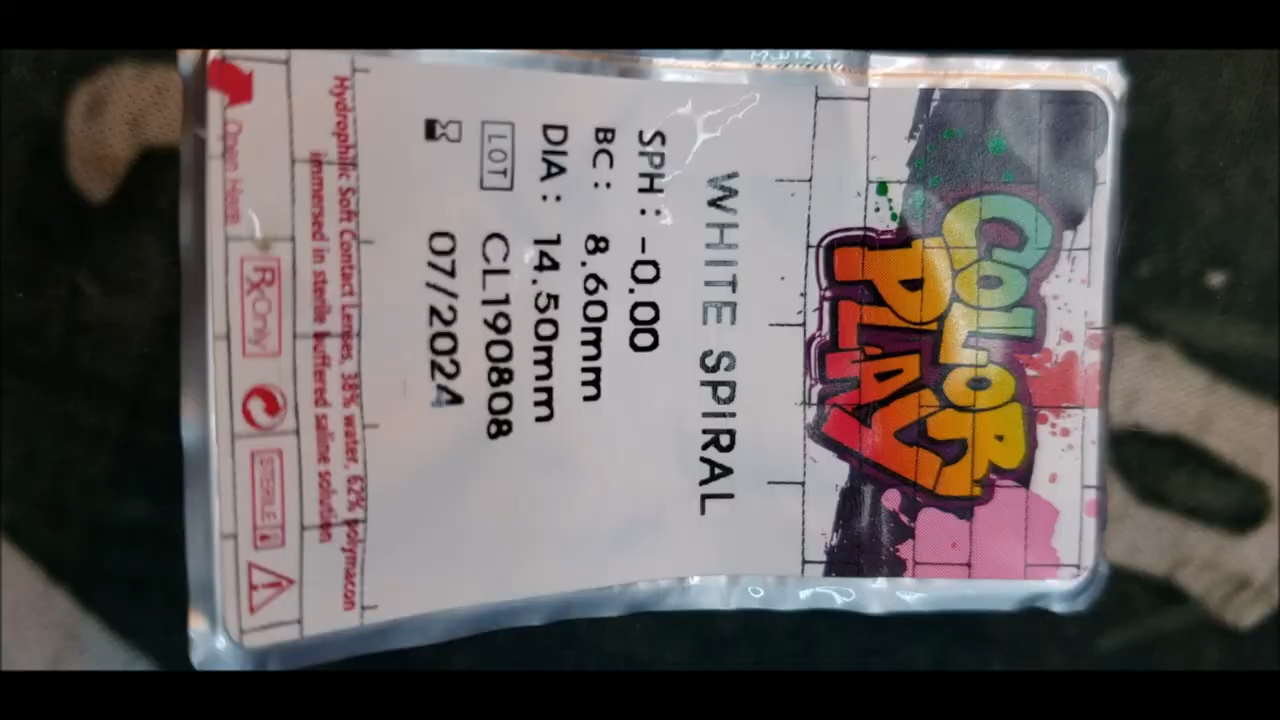 COLOR
PLAY
WHITE SPIRAL
SPH : -0.00
BC : 8.60mm
DIA : 14.50mm
LOT CL190808
07/2024
Hydrophilic Soft Contact Lenses, 38% water, 62% polymacon
immersed in sterile buffered saline solution
Open Here
Rx Only
STERILE